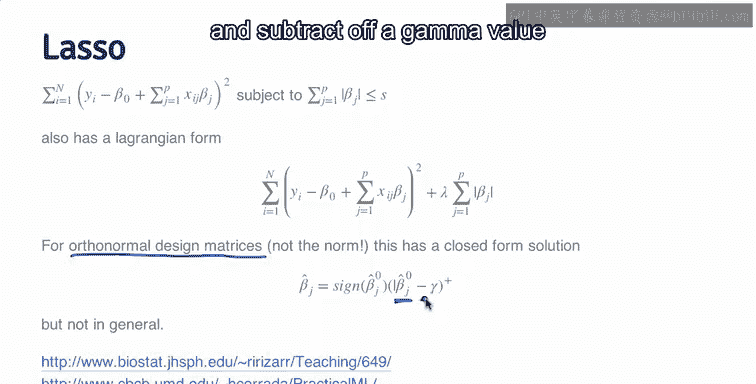 and subtract off a gamma value
Lasso
∑_{i=1}^{N} (y_i − β_0 + ∑_{j=1}^{p} x_{ij}β_j)^2 subject to ∑_{j=1}^{p} |β_j| ≤ s
also has a lagrangian form
∑_{i=1}^{N} (y_i − β_0 + ∑_{j=1}^{p} x_{ij}β_j)^2 + λ ∑_{j=1}^{p} |β_j|
For orthonormal design matrices (not the norm!) this has a closed form solution
β̂_j = sign(β̂_j^0)(|β̂_j^0 − γ)^+
but not in general.
http://www.biostat.jhsph.edu/~ririzarr/Teaching/649/